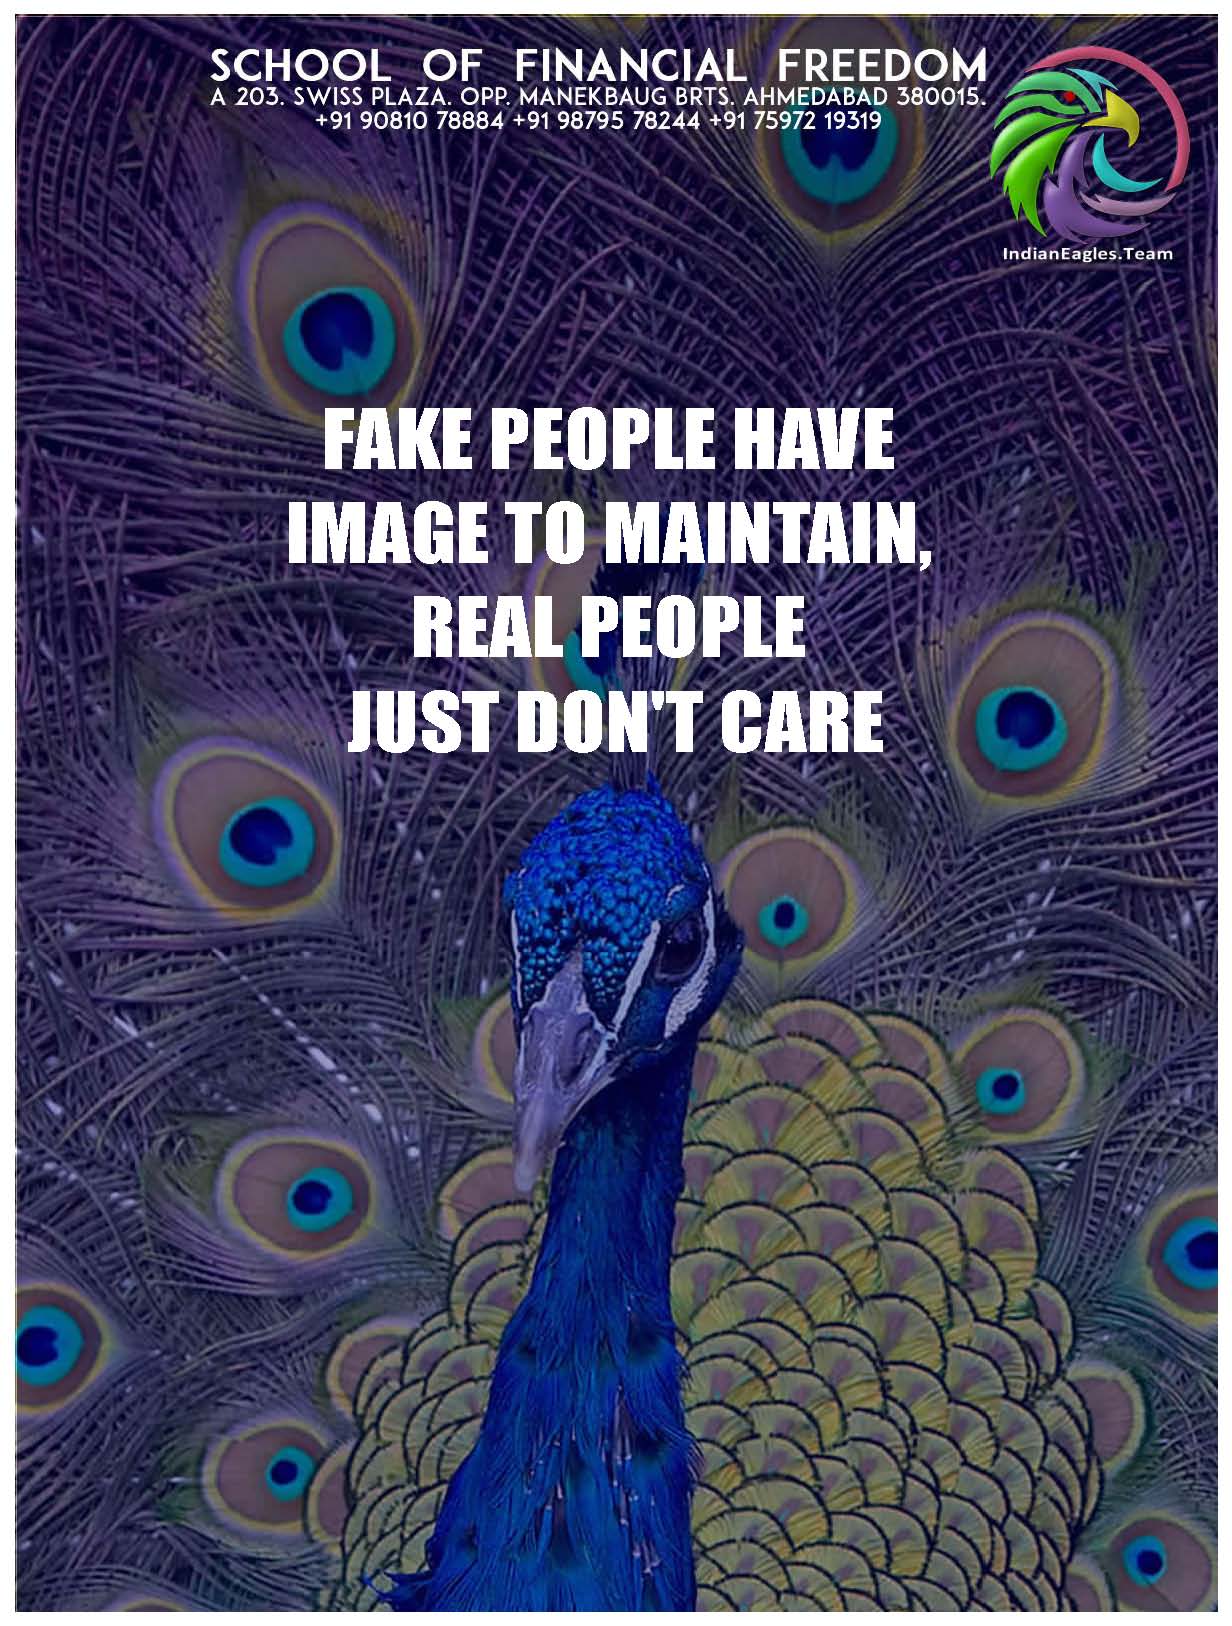 SCHOOL OF FINANCIAL FREEDOM
A 203. SWISS PLAZA. OPP. MANEKBAUG BRTS. AHMEDABAD 380015.
+91 90810 78884 +91 98795 78244 +91 75972 19319
IndianEagles.Team
FAKE PEOPLE HAVE
IMAGE TO MAINTAIN,
REAL PEOPLE
JUST DON'T CARE